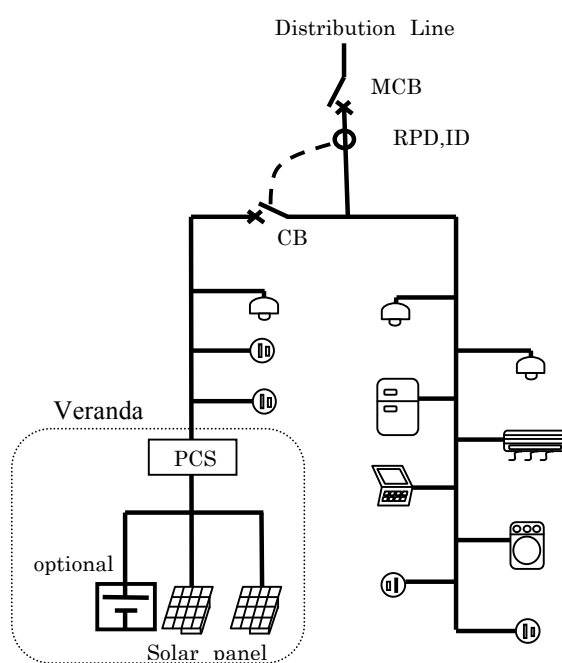 Distribution Line
MCB
RPD,ID
CB
Veranda
PCS
optional
Solar panel